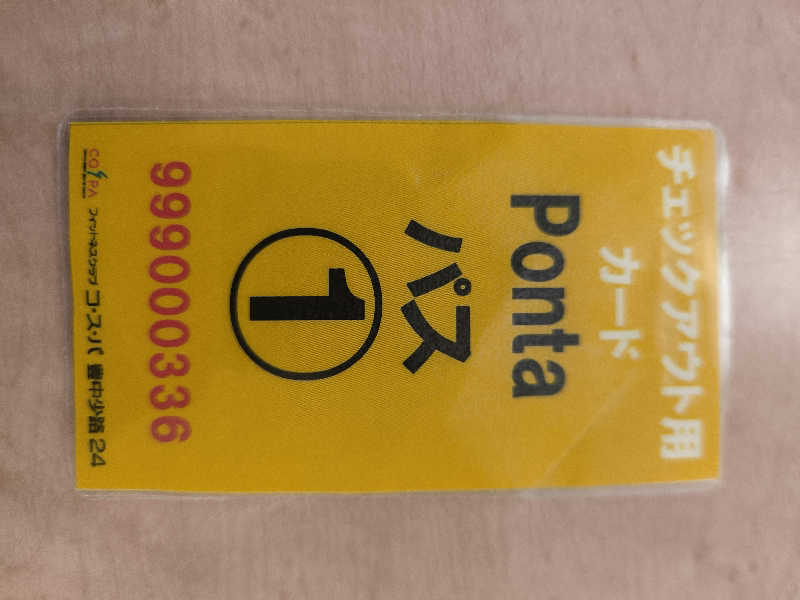 チェックアウト用
カード
Ponta
パス
①
999000336
COSPA フィットネスクラブ コ・ス・パ 豊中少路 24